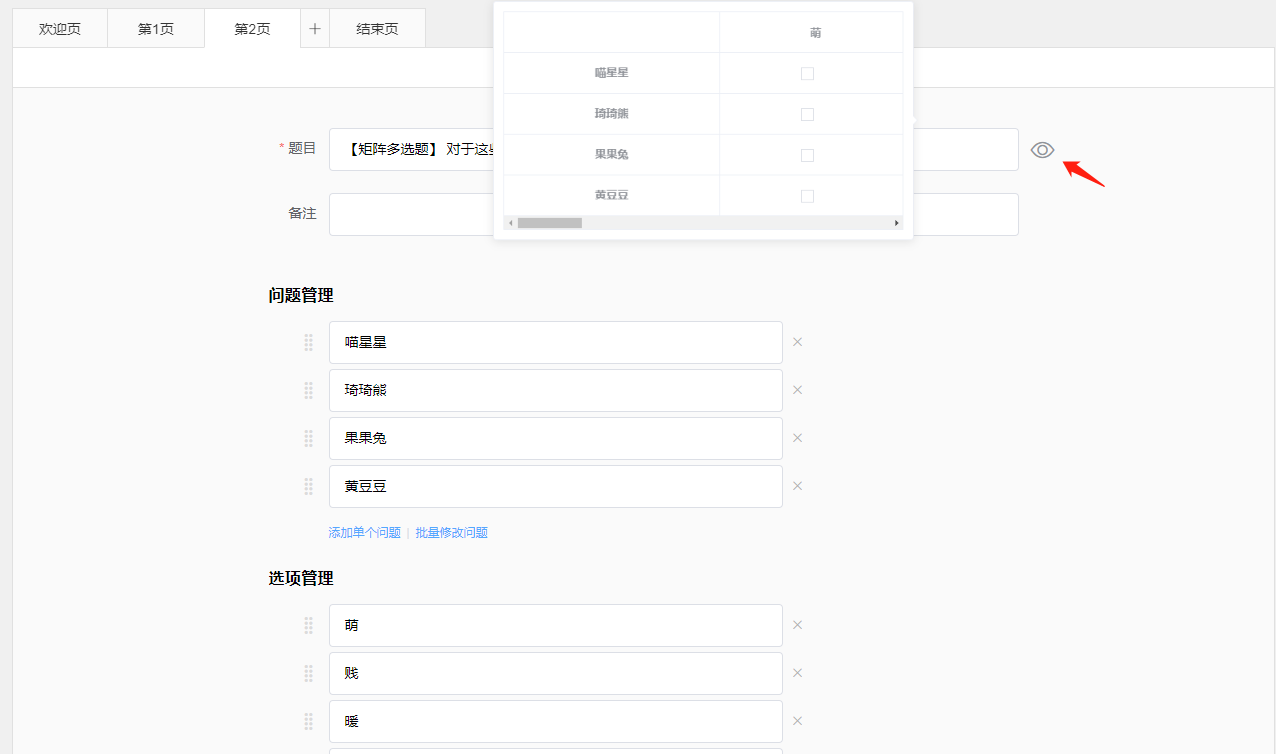 欢迎页 第1页 第2页 + 结束页
萌
喵星星
琦琦熊
果果兔
黄豆豆
* 题目 【矩阵多选题】 对于这些
备注
问题管理
喵星星
琦琦熊
果果兔
黄豆豆
添加单个问题 | 批量修改问题
选项管理
萌
贱
暖